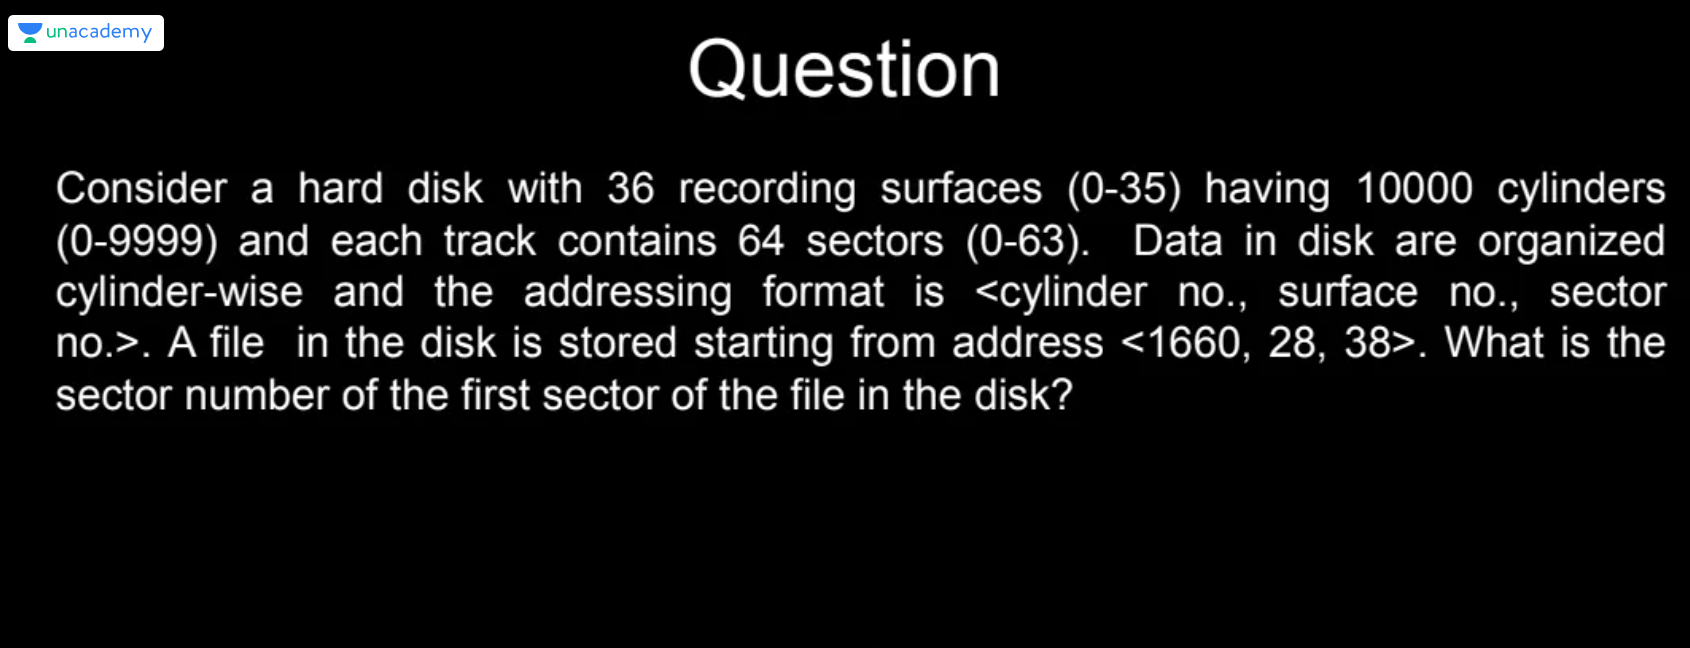 unacademy
Question
Consider a hard disk with 36 recording surfaces (0-35) having 10000 cylinders
(0-9999) and each track contains 64 sectors (0-63). Data in disk are organized
cylinder-wise and the addressing format is <cylinder no., surface no., sector
no.>. A file in the disk is stored starting from address <1660, 28, 38>. What is the
sector number of the first sector of the file in the disk?